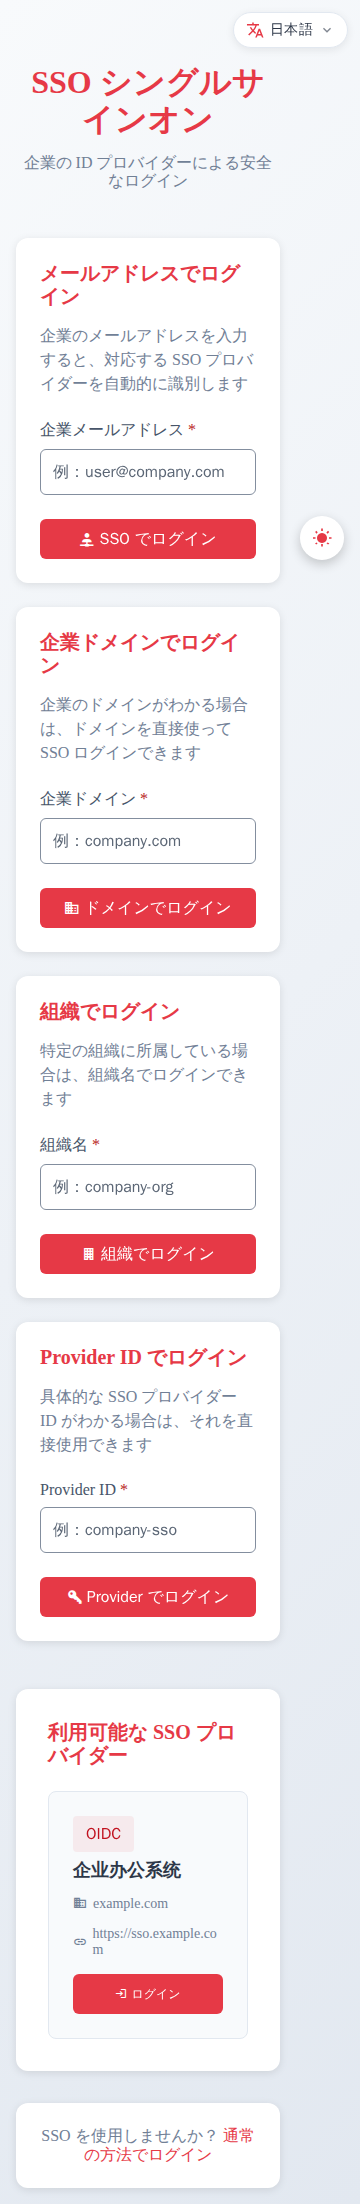 日本語
SSO シングルサ
インオン
企業の ID プロバイダーによる安全
なログイン
メールアドレスでログ
イン
企業のメールアドレスを入力
すると、対応する SSO プロバ
イダーを自動的に識別します
企業メールアドレス *
例：user@company.com
SSO でログイン
企業ドメインでログイ
ン
企業のドメインがわかる場合
は、ドメインを直接使って
SSO ログインできます
企業ドメイン *
例：company.com
ドメインでログイン
組織でログイン
特定の組織に所属している場
合は、組織名でログインでき
ます
組織名 *
例：company-org
組織でログイン
Provider ID でログイン
具体的な SSO プロバイダー
ID がわかる場合は、それを直
接使用できます
Provider ID *
例：company-sso
Provider でログイン
利用可能な SSO プロ
バイダー
OIDC
企业办公系统
example.com
https://sso.example.co
m
ログイン
SSO を使用しませんか？ 通常
の方法でログイン